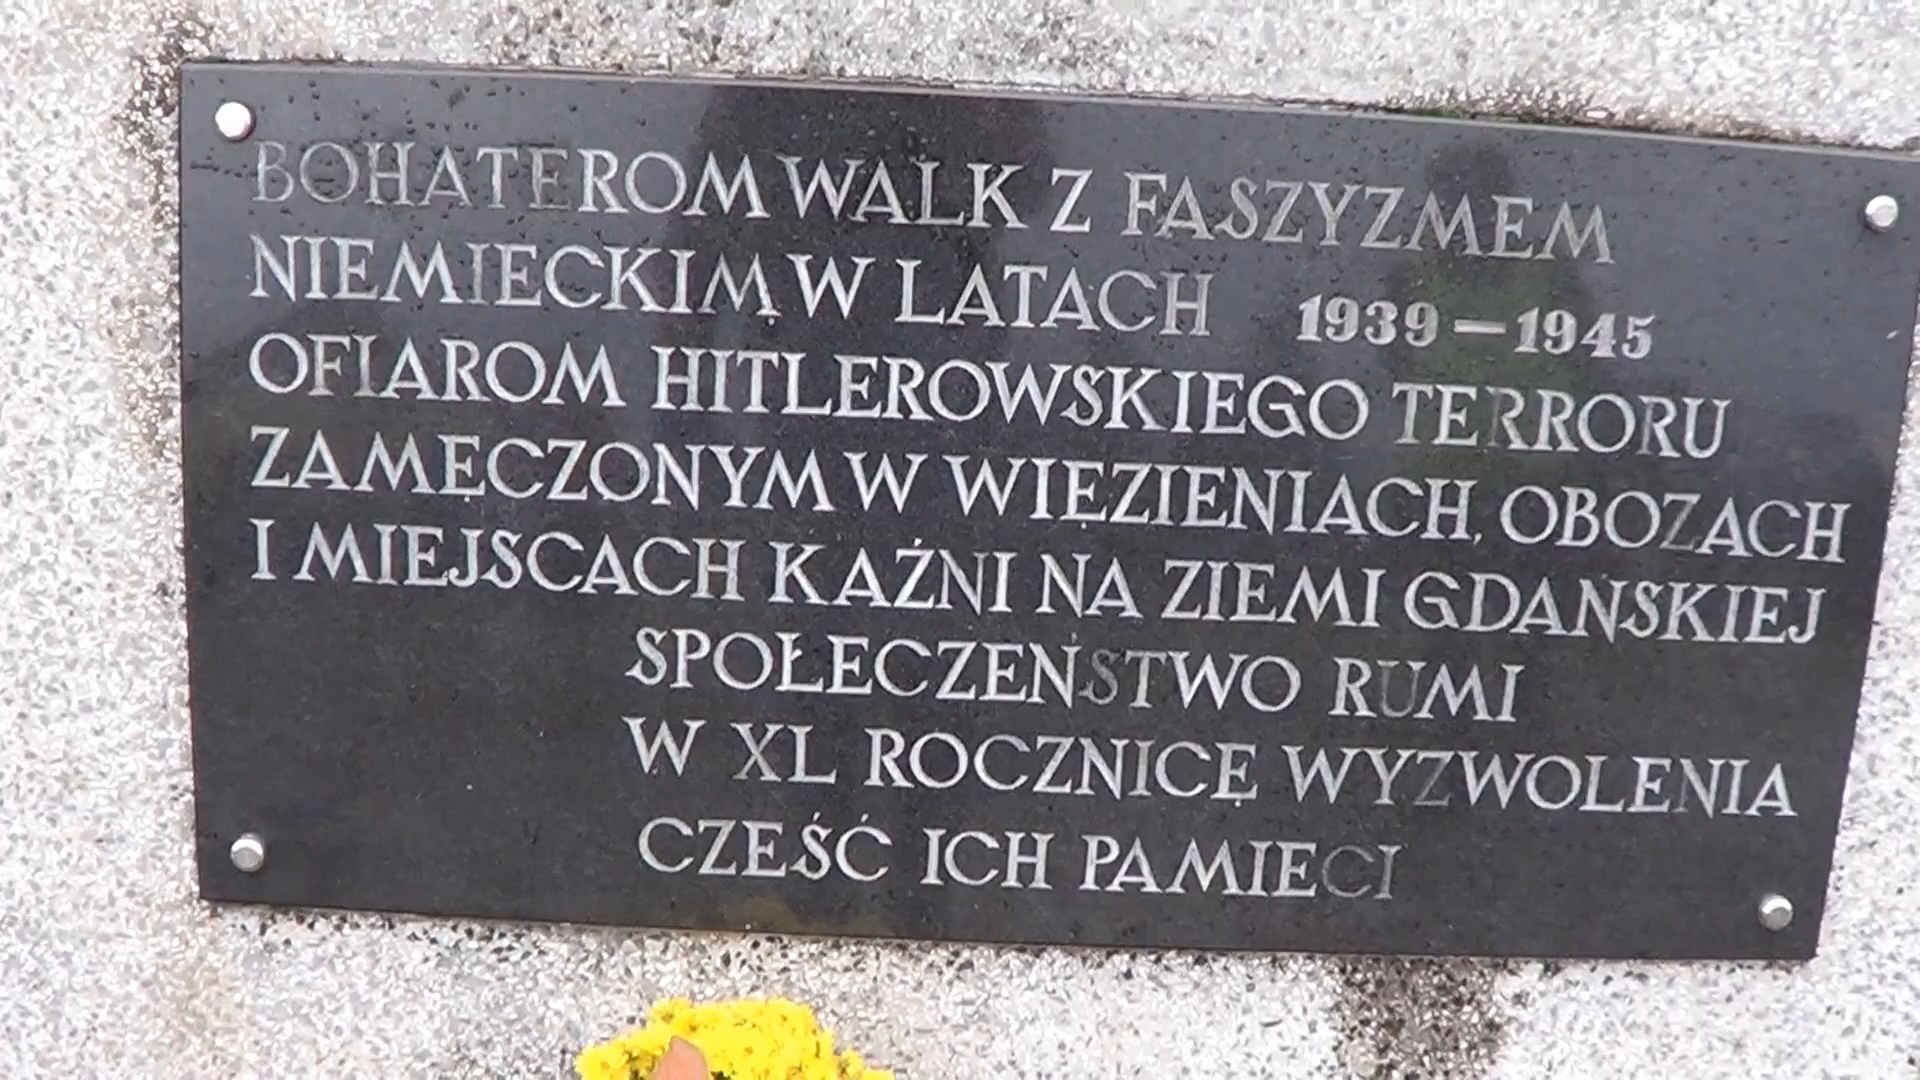 BOHATEROM WALK Z FASZYZMEM
NIEMIECKIM W LATACH 1939 – 1945
OFIAROM HITLEROWSKIEGO TERRORU
ZAMĘCZONYM W WIĘZIENIACH, OBOZACH
I MIEJSCACH KAŹNI NA ZIEMI GDAŃSKIEJ
SPOŁECZEŃSTWO RUMI
W XL ROCZNICĘ WYZWOLENIA
CZEŚĆ ICH PAMIECI